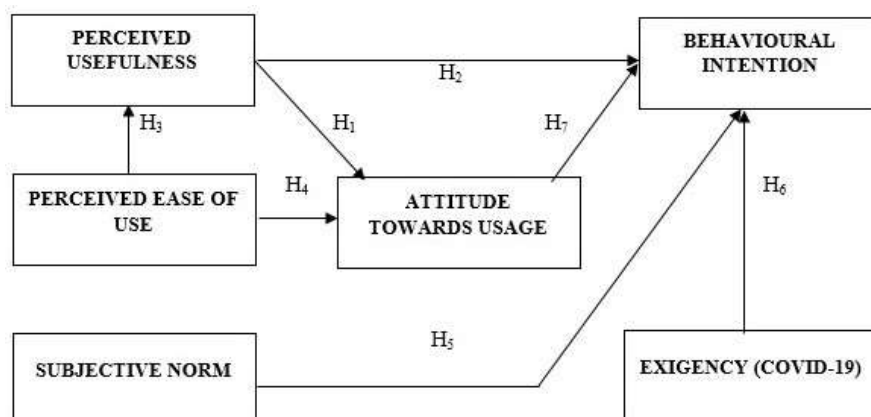 PERCEIVED
USEFULNESS
BEHAVIOURAL
INTENTION
H₂
H₃
H₁
H₇
PERCEIVED EASE OF
USE
H₄
ATTITUDE
TOWARDS USAGE
H₆
H₅
SUBJECTIVE NORM
EXIGENCY (COVID-19)